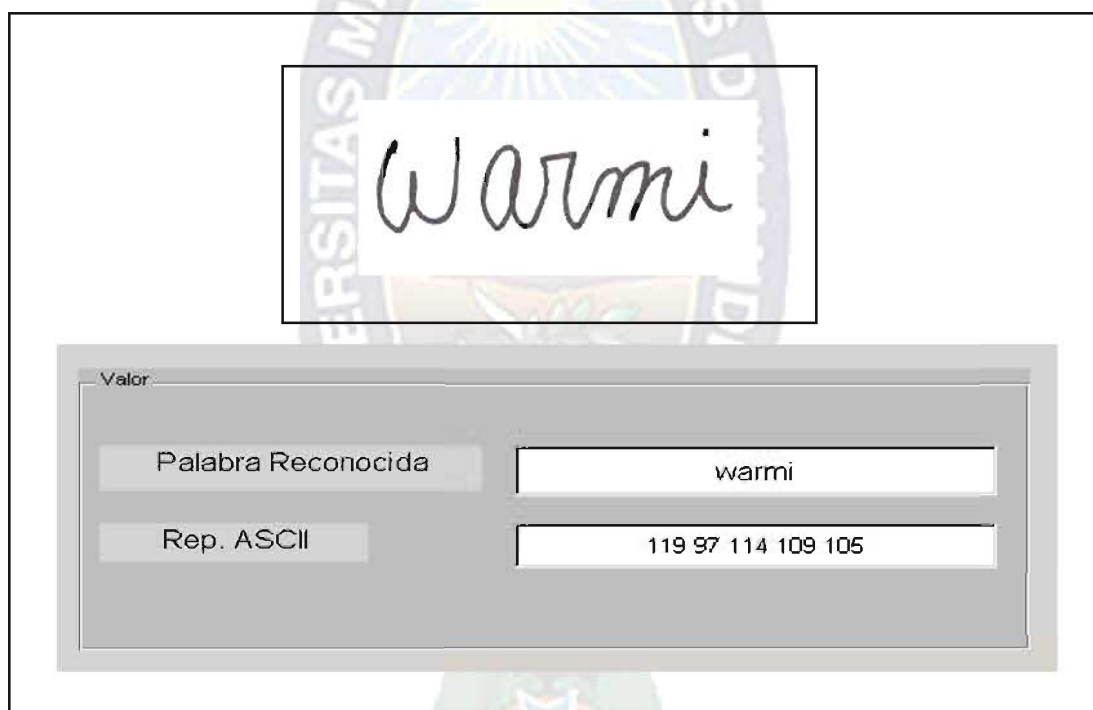 warmi
Valor
Palabra Reconocida
warmi
Rep. ASCII
119 97 114 109 105